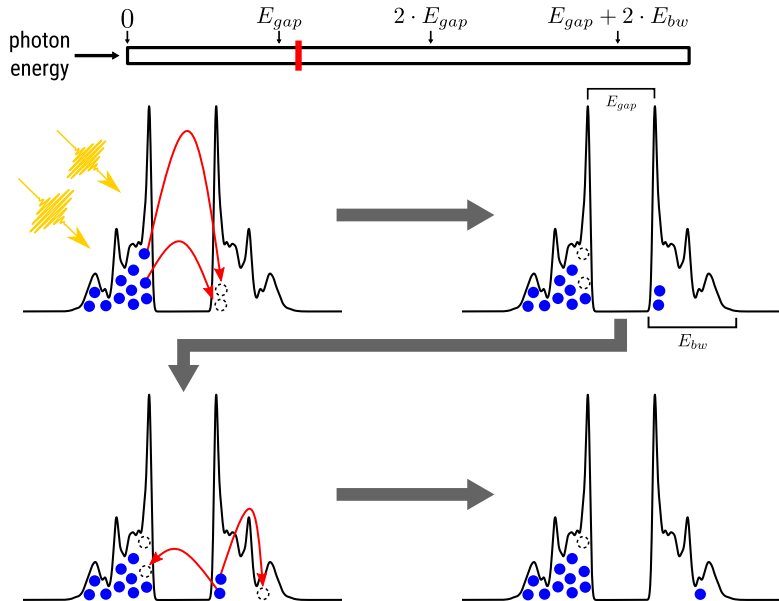 0
E_gap
2 · E_gap
E_gap + 2 · E_bw
photon
energy
E_gap
E_bw